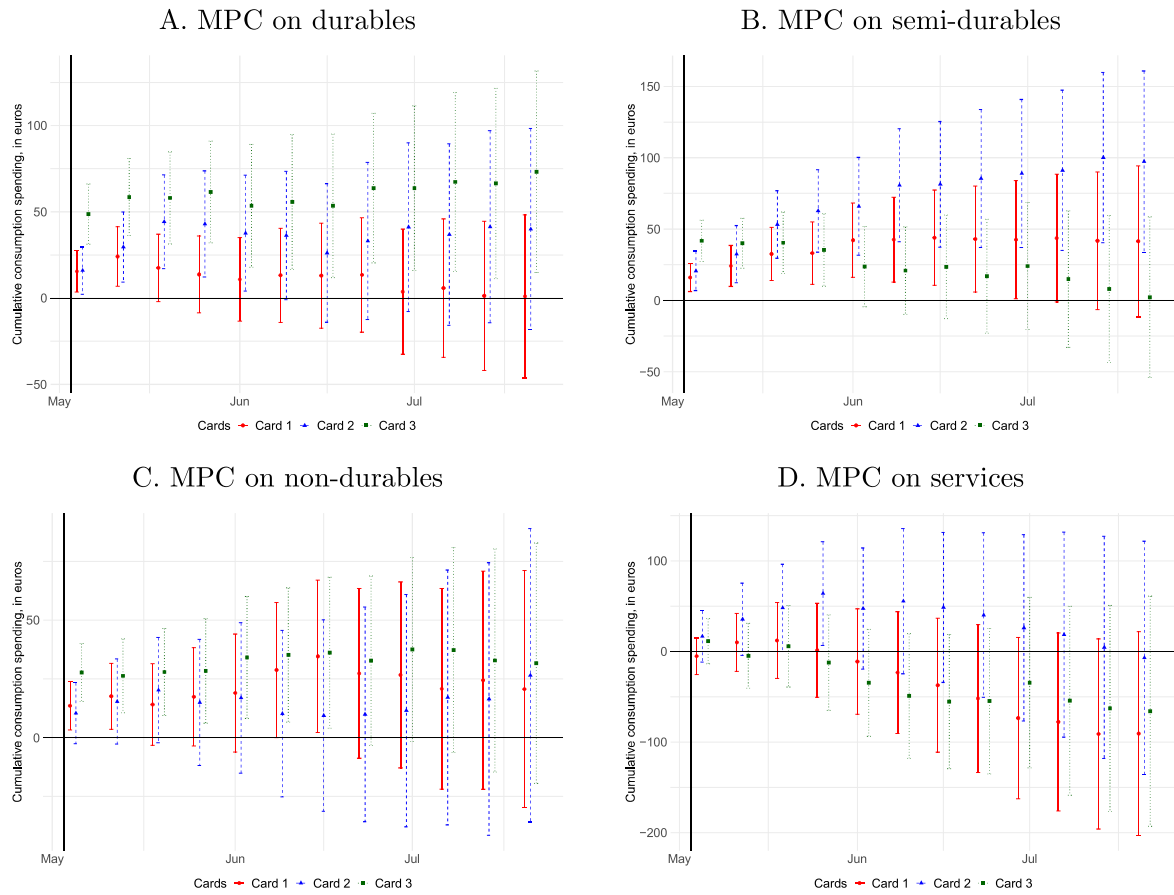 A. MPC on durables
Cumulative consumption spending, in euros
100
50
0
−50
May
Jun
Jul
Cards Card 1 Card 2 Card 3
B. MPC on semi-durables
Cumulative consumption spending, in euros
150
100
50
0
−50
May
Jun
Jul
Cards Card 1 Card 2 Card 3
C. MPC on non-durables
Cumulative consumption spending, in euros
50
0
May
Jun
Jul
Cards Card 1 Card 2 Card 3
D. MPC on services
Cumulative consumption spending, in euros
100
0
−100
−200
May
Jun
Jul
Cards Card 1 Card 2 Card 3